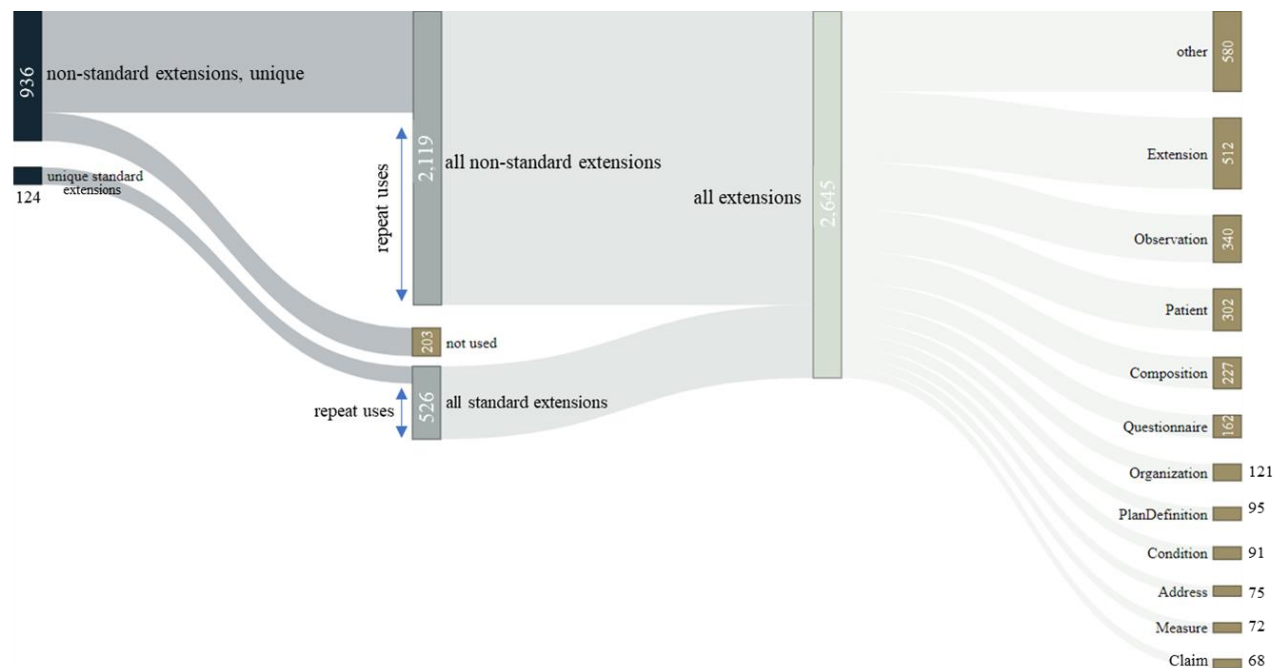 936
non-standard extensions, unique
unique standard
extensions
124
repeat uses
2,119
all non-standard extensions
203
not used
repeat uses
526
all standard extensions
all extensions
2,645
other
580
Extension
512
Observation
340
Patient
302
Composition
227
Questionnaire
162
Organization
121
PlanDefinition
95
Condition
91
Address
75
Measure
72
Claim
68